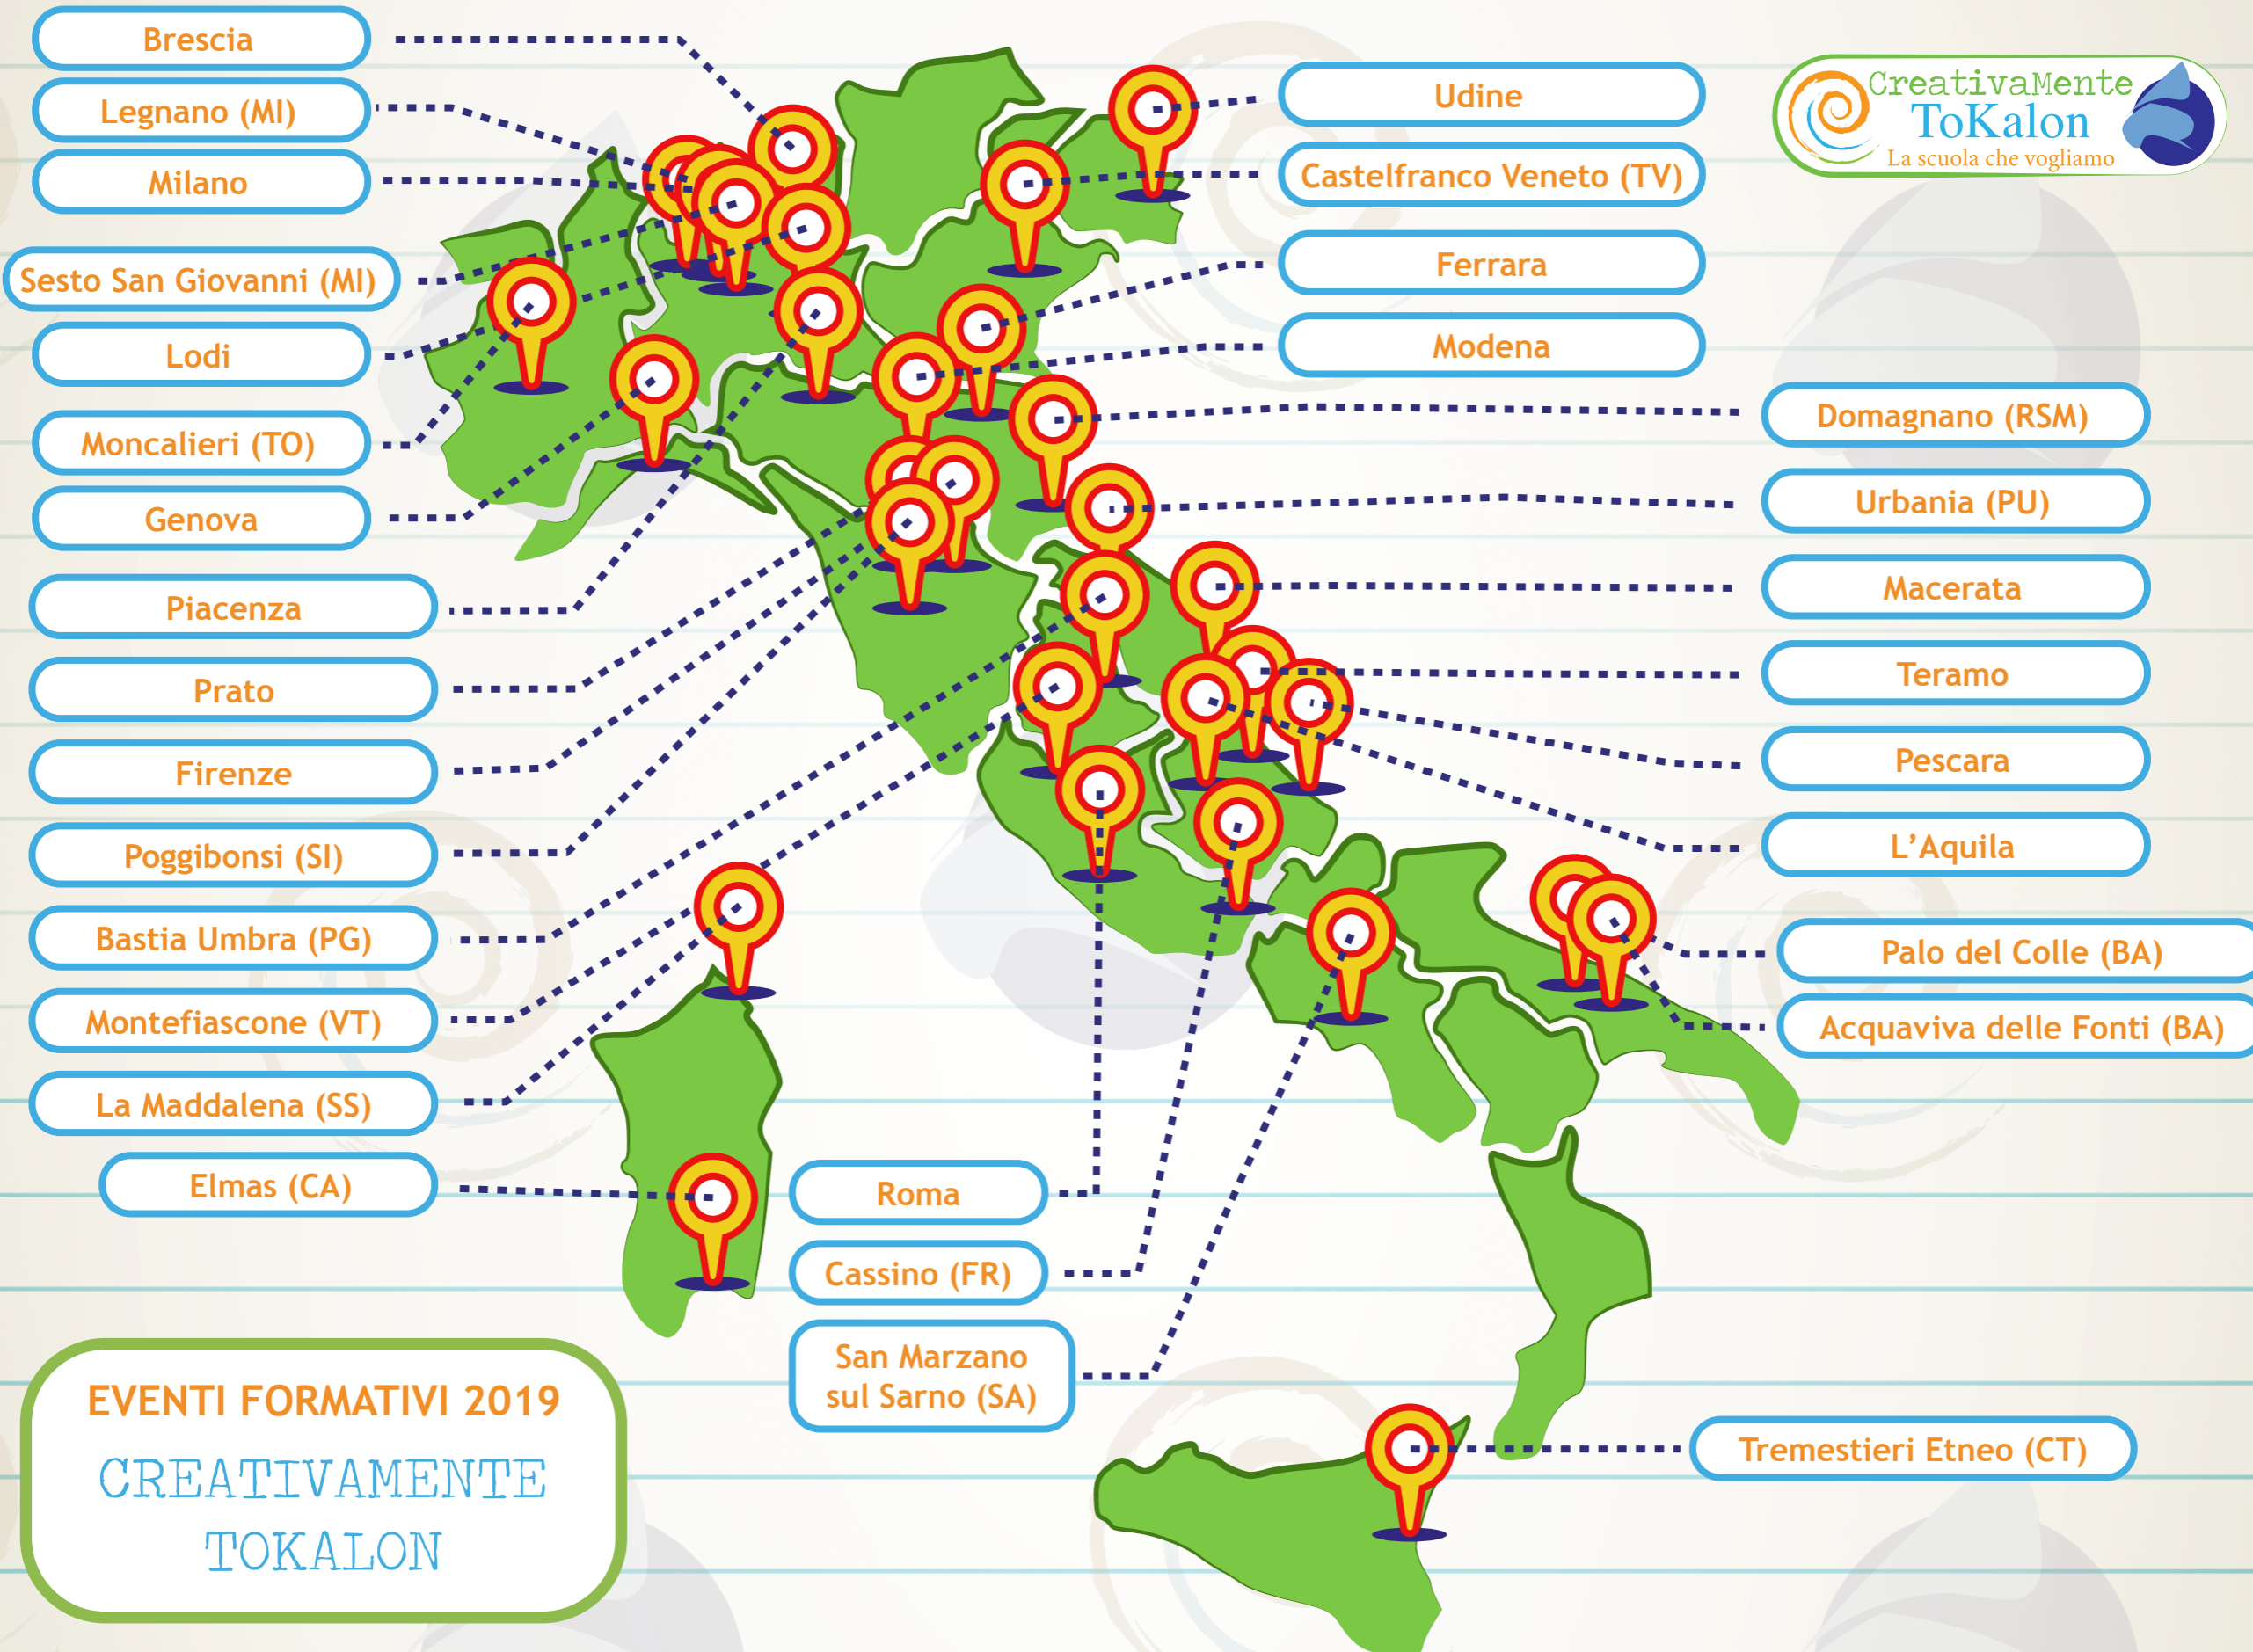 Brescia
Legnano (MI)
Milano
Sesto San Giovanni (MI)
Lodi
Moncalieri (TO)
Genova
Piacenza
Prato
Firenze
Poggibonsi (SI)
Bastia Umbra (PG)
Montefiascone (VT)
La Maddalena (SS)
Elmas (CA)
Udine
Castelfranco Veneto (TV)
Ferrara
Modena
CreativaMente
ToKalon
La scuola che vogliamo
Domagnano (RSM)
Urbania (PU)
Macerata
Teramo
Pescara
L’Aquila
Palo del Colle (BA)
Acquaviva delle Fonti (BA)
Roma
Cassino (FR)
San Marzano
sul Sarno (SA)
Tremestieri Etneo (CT)
EVENTI FORMATIVI 2019
CREATIVAMENTE
TOKALON